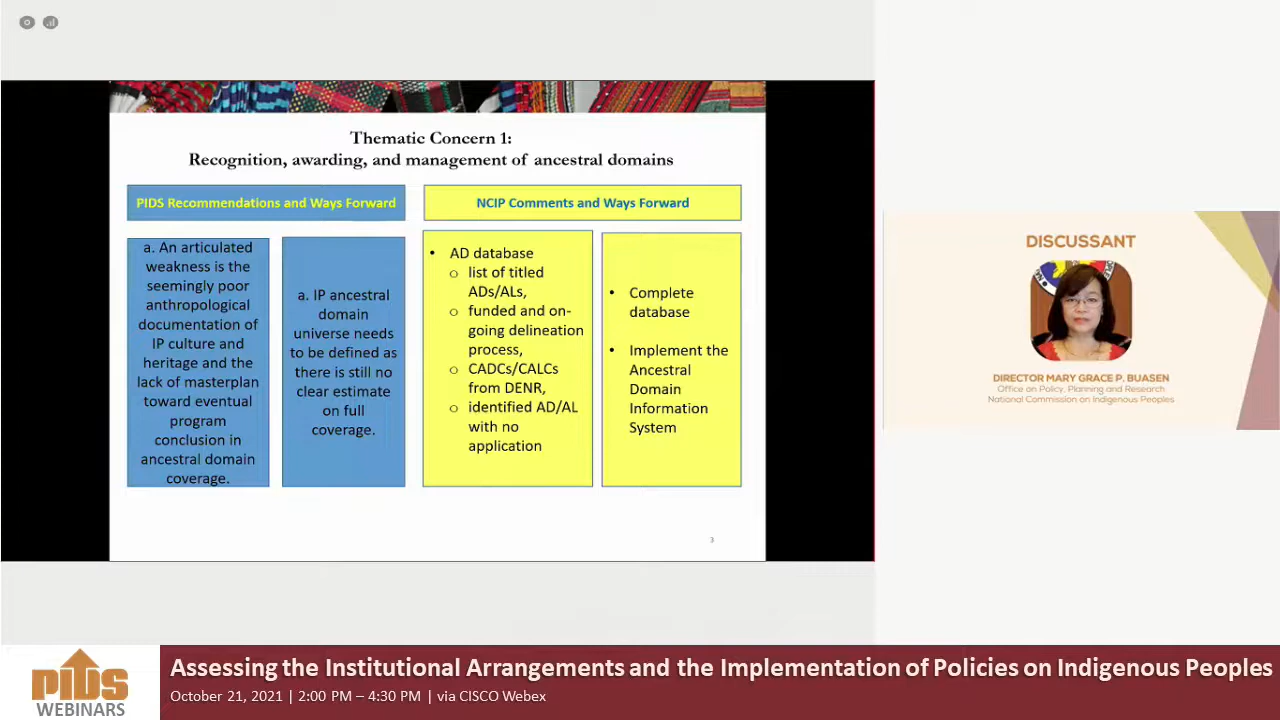 Thematic Concern 1:
Recognition, awarding, and management of ancestral domains
PIDS Recommendations and Ways Forward
NCIP Comments and Ways Forward
a. An articulated
weakness is the
seemingly poor
anthropological
documentation of
IP culture and
heritage and the
lack of masterplan
toward eventual
program
conclusion in
ancestral domain
coverage.
a. IP ancestral
domain
universe needs
to be defined as
there is still no
clear estimate
on full
coverage.
• AD database
o list of titled
ADs/ALs,
o funded and on-
going delineation
process,
o CADCs/CALCs
from DENR,
o identified AD/AL
with no
application
• Complete
database
• Implement the
Ancestral
Domain
Information
System
3
DISCUSSANT
DIRECTOR MARY GRACE P. BUASEN
Office on Policy, Planning and Research
National Commission on Indigenous Peoples
PIDS
WEBINARS
Assessing the Institutional Arrangements and the Implementation of Policies on Indigenous Peoples
October 21, 2021 | 2:00 PM – 4:30 PM | via CISCO Webex